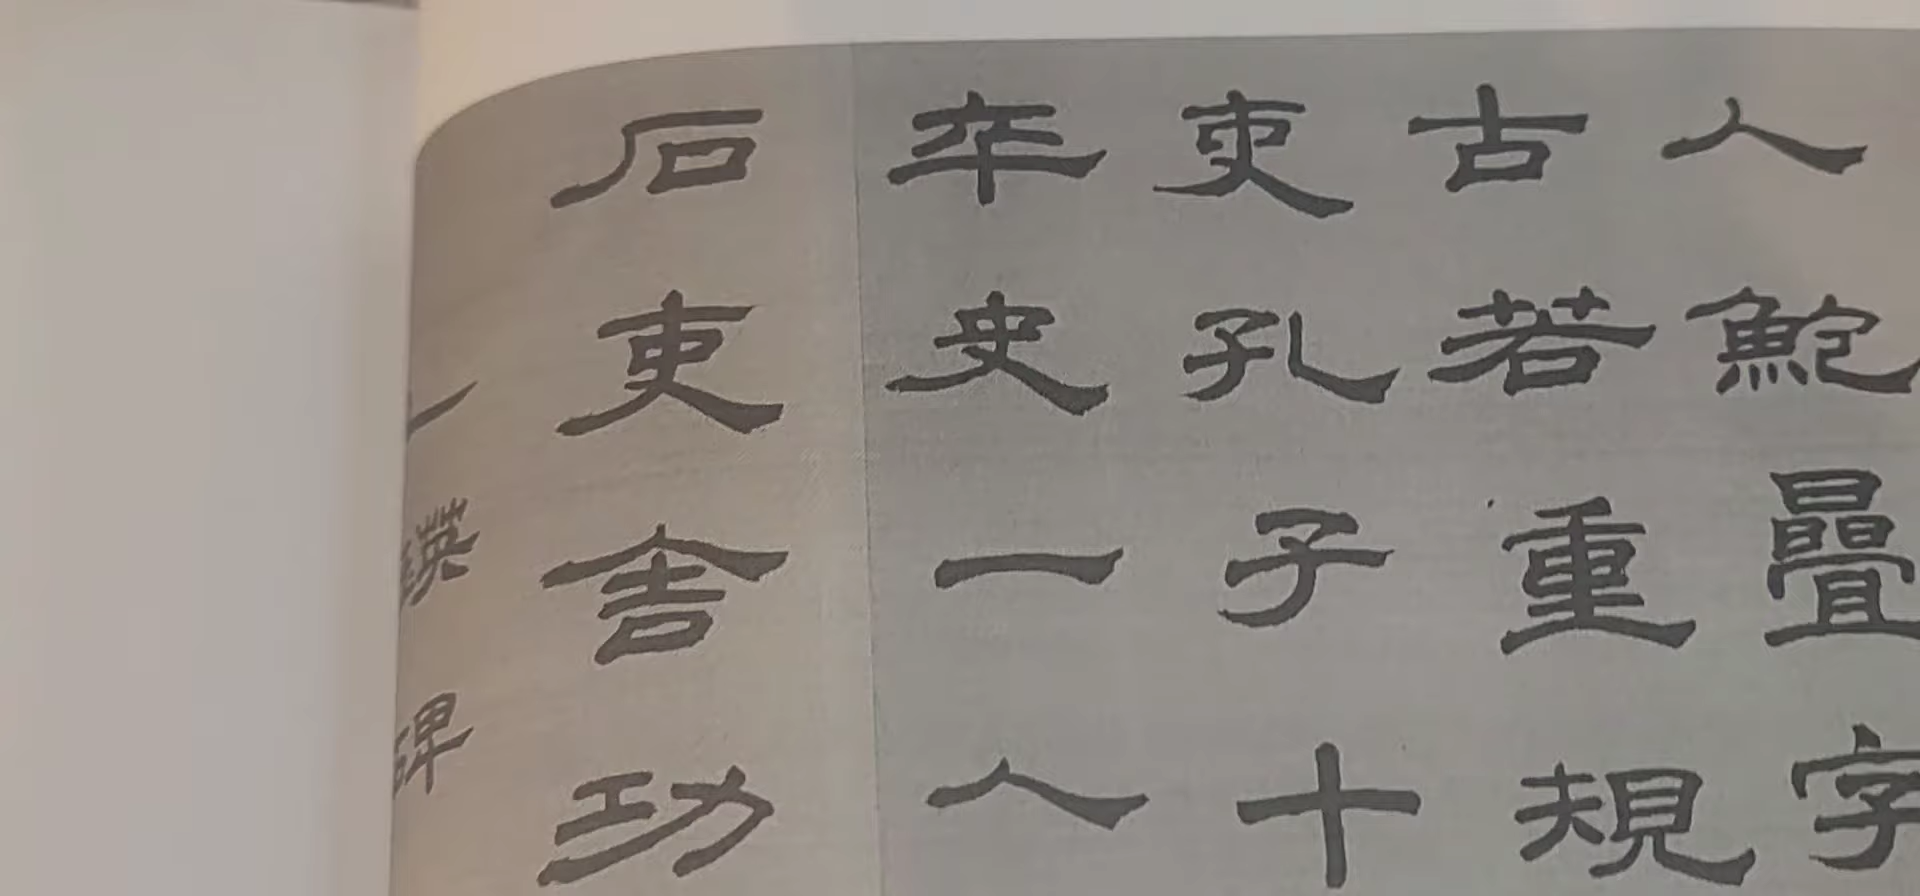 人鮑疊字
古若重規
吏孔子十
卒史一人
石吏舍功
碑